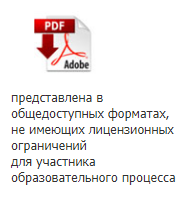 PDF
Adobe
представлена в
общедоступных форматах,
не имеющих лицензионных
ограничений
для участника
образовательного процесса